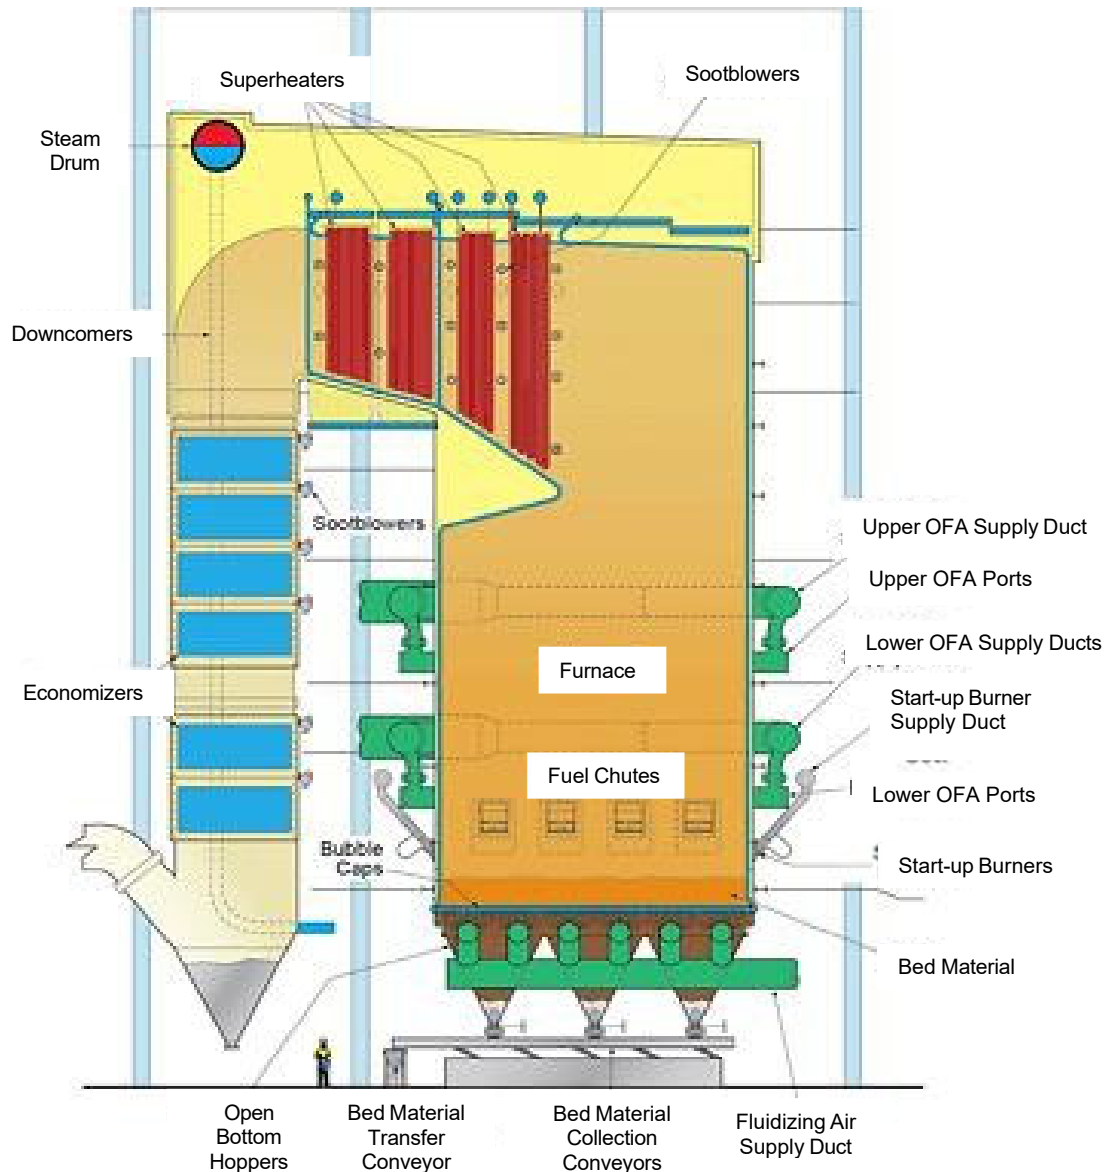 Superheaters
Sootblowers
Steam
Drum
Downcomers
Sootblowers
Upper OFA Supply Duct
Upper OFA Ports
Lower OFA Supply Ducts
Furnace
Economizers
Start-up Burner
Supply Duct
Fuel Chutes
Lower OFA Ports
Bubble
Caps
Start-up Burners
Bed Material
Open
Bottom
Hoppers
Bed Material
Transfer
Conveyor
Bed Material
Collection
Conveyors
Fluidizing Air
Supply Duct